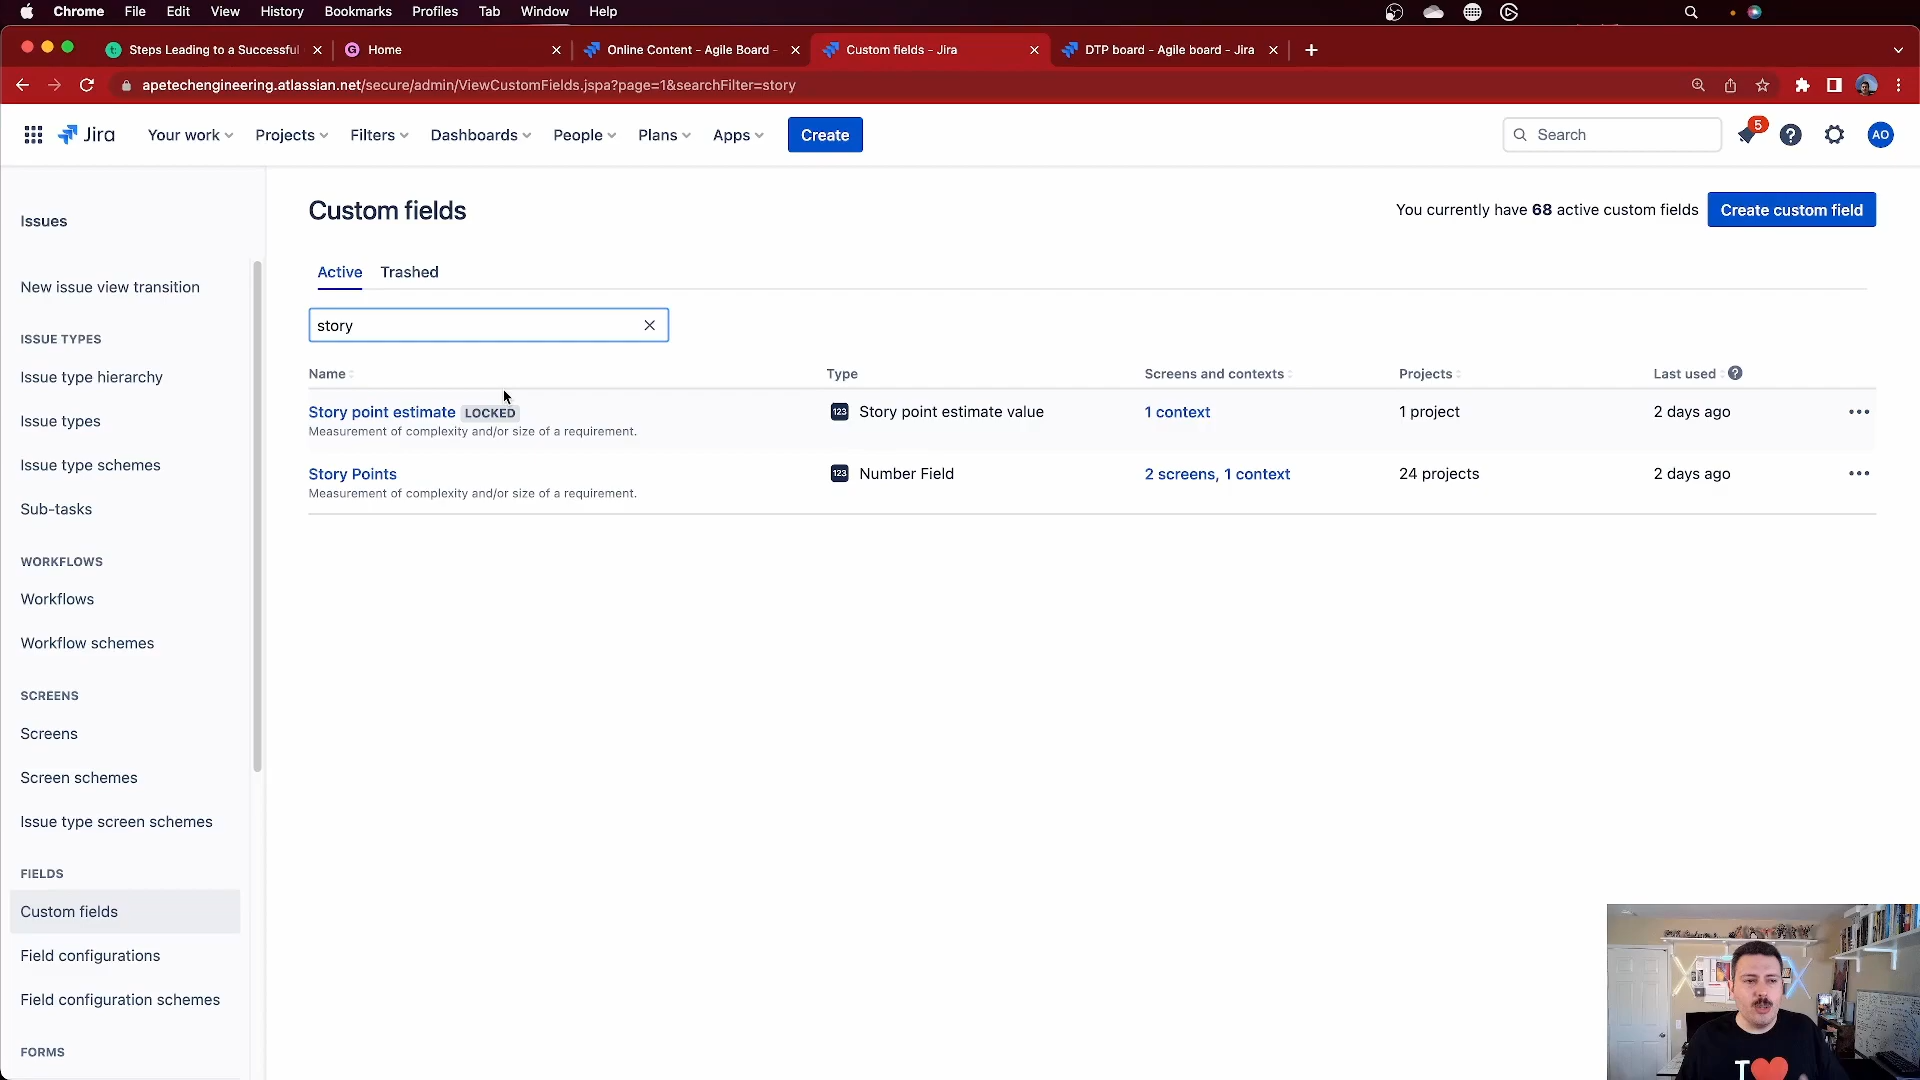 Chrome File Edit View History Bookmarks Profiles Tab Window Help
Steps Leading to a Successful Home Online Content - Agile Board - Custom fields - Jira DTP board - Agile board - Jira
apetechengineering.atlassian.net/secure/admin/ViewCustomFields.jspa?page=1&searchFilter=story
Jira Your work Projects Filters Dashboards People Plans Apps Create Search 5 AO
Issues
New issue view transition
ISSUE TYPES
Issue type hierarchy
Issue types
Issue type schemes
Sub-tasks
WORKFLOWS
Workflows
Workflow schemes
SCREENS
Screens
Screen schemes
Issue type screen schemes
FIELDS
Custom fields
Field configurations
Field configuration schemes
FORMS
Custom fields
You currently have 68 active custom fields Create custom field
Active Trashed
story
Name Type Screens and contexts Projects Last used
Story point estimate LOCKED 123 Story point estimate value 1 context 1 project 2 days ago
Measurement of complexity and/or size of a requirement.
Story Points 123 Number Field 2 screens, 1 context 24 projects 2 days ago
Measurement of complexity and/or size of a requirement.
I